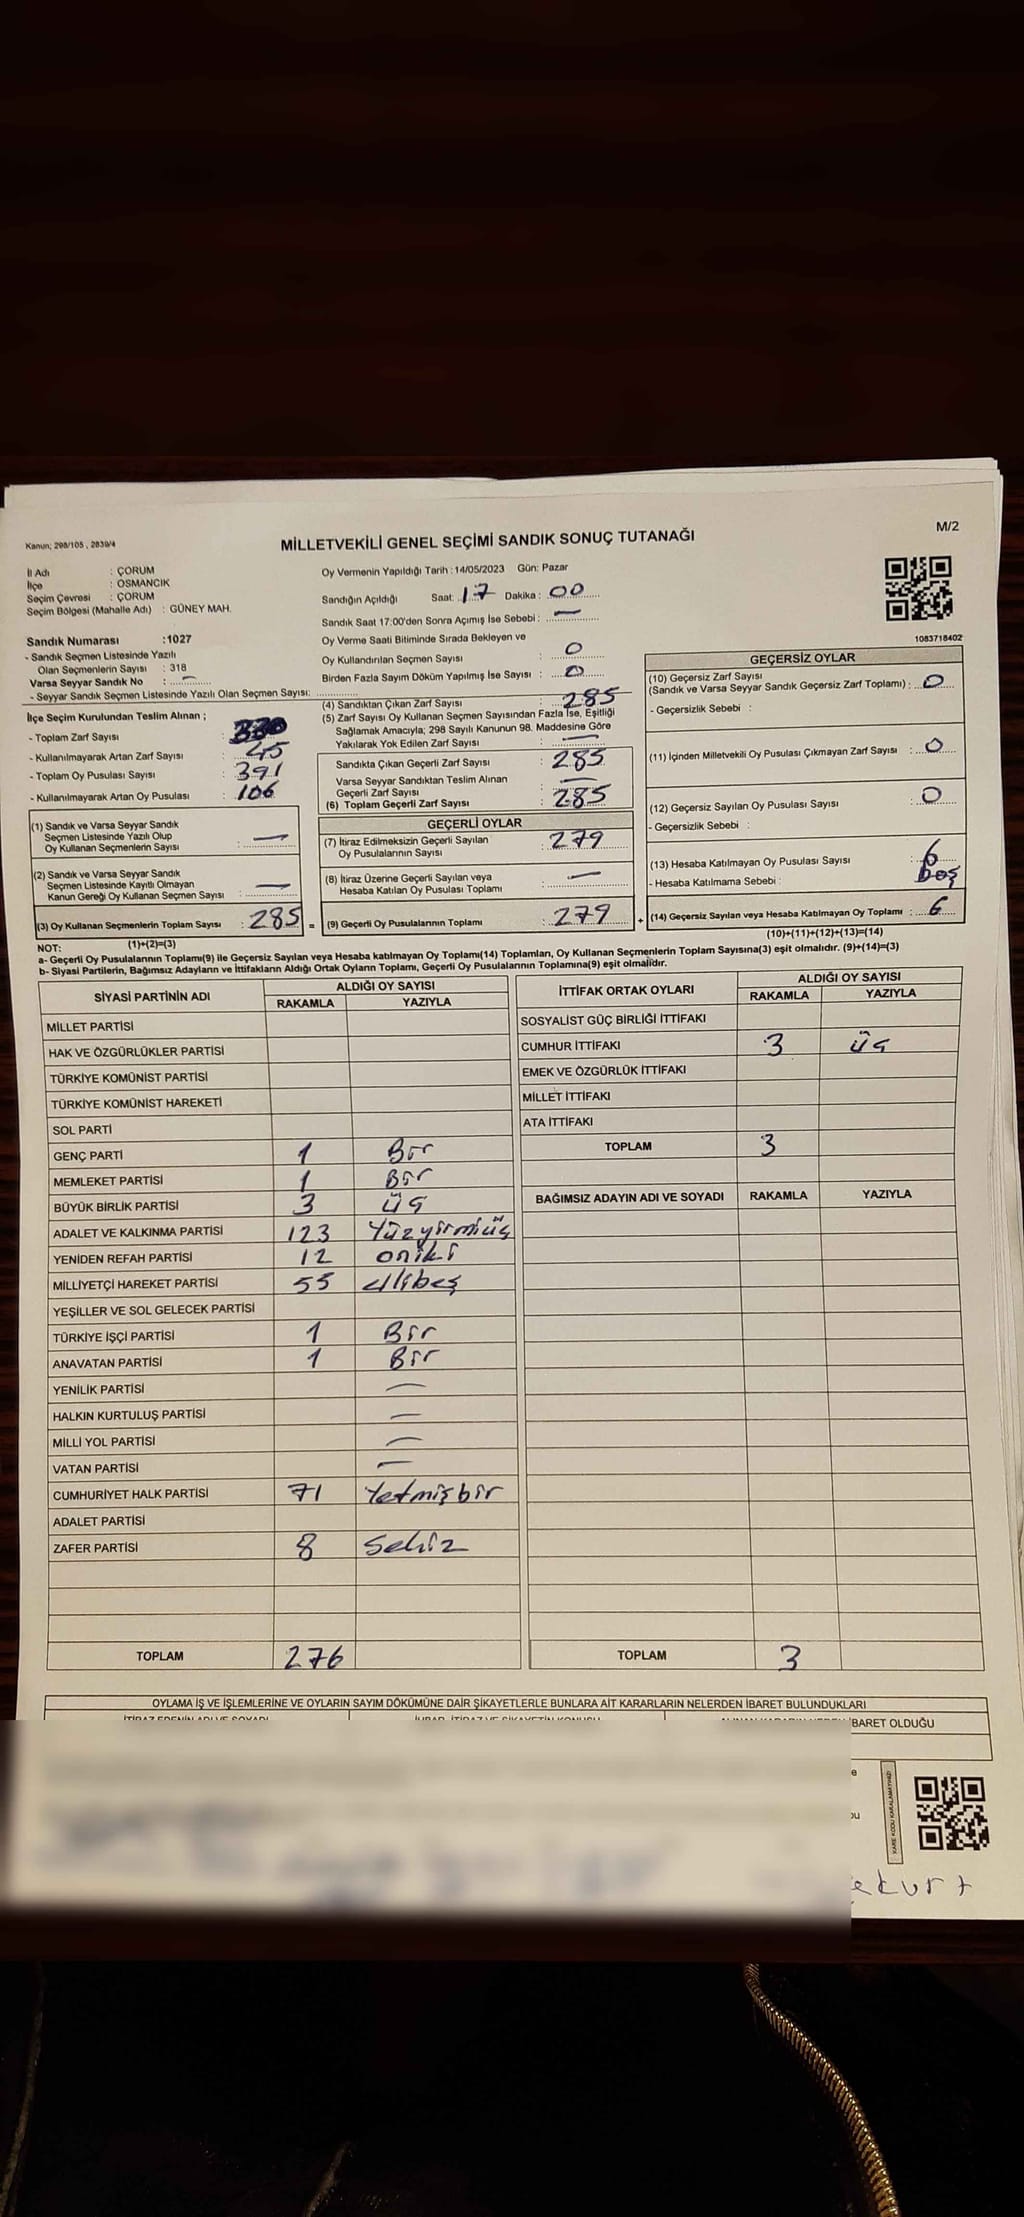 Kanun; 298/105 , 2839/4
M/2
MİLLETVEKİLİ GENEL SEÇİMİ SANDIK SONUÇ TUTANAĞI
İl Adı : ÇORUM
İlçe : OSMANCIK
Seçim Çevresi : ÇORUM
Seçim Bölgesi (Mahalle Adı) : GÜNEY MAH.
Sandık Numarası :1027
- Sandık Seçmen Listesinde Yazılı
Olan Seçmenlerin Sayısı : 318
Varsa Seyyar Sandık No : —
- Seyyar Sandık Seçmen Listesinde Yazılı Olan Seçmen Sayısı:
Oy Vermenin Yapıldığı Tarih : 14/05/2023 Gün: Pazar
Sandığın Açıldığı Saat: 17 Dakika : 00
Sandık Saat 17:00'den Sonra Açımış İse Sebebi : —
Oy Verme Saati Bitiminde Sırada Bekleyen ve
Oy Kullandırılan Seçmen Sayısı : 0
Birden Fazla Sayım Döküm Yapılmış İse Sayısı : 0
1083718402
İlçe Seçim Kurulundan Teslim Alınan ;
- Toplam Zarf Sayısı : 330
- Kullanılmayarak Artan Zarf Sayısı : 45
- Toplam Oy Pusulası Sayısı : 391
- Kullanılmayarak Artan Oy Pusulası : 106
(4) Sandıktan Çıkan Zarf Sayısı : 285
(5) Zarf Sayısı Oy Kullanan Seçmen Sayısından Fazla İse, Eşitliği
Sağlamak Amacıyla; 298 Sayılı Kanunun 98. Maddesine Göre
Yakılarak Yok Edilen Zarf Sayısı : —
Sandıkta Çıkan Geçerli Zarf Sayısı : 285
Varsa Seyyar Sandıktan Teslim Alınan
Geçerli Zarf Sayısı : —
(6) Toplam Geçerli Zarf Sayısı : 285
GEÇERSİZ OYLAR
(10) Geçersiz Zarf Sayısı
(Sandık ve Varsa Seyyar Sandık Geçersiz Zarf Toplamı) : 0
- Geçersizlik Sebebi :
(11) İçinden Milletvekili Oy Pusulası Çıkmayan Zarf Sayısı : 0
(12) Geçersiz Sayılan Oy Pusulası Sayısı : 0
- Geçersizlik Sebebi :
(13) Hesaba Katılmayan Oy Pusulası Sayısı : 6
- Hesaba Katılmama Sebebi : boş
(14) Geçersiz Sayılan veya Hesaba Katılmayan Oy Toplamı : 6
(10)+(11)+(12)+(13)=(14)
(1) Sandık ve Varsa Seyyar Sandık
Seçmen Listesinde Yazılı Olup
Oy Kullanan Seçmenlerin Sayısı : —
(2) Sandık ve Varsa Seyyar Sandık
Seçmen Listesinde Kayıtlı Olmayan
Kanun Gereği Oy Kullanan Seçmen Sayısı : —
(3) Oy Kullanan Seçmenlerin Toplam Sayısı : 285 =
(1)+(2)=(3)
GEÇERLİ OYLAR
(7) İtiraz Edilmeksizin Geçerli Sayılan
Oy Pusulalarının Sayısı : 279
(8) İtiraz Üzerine Geçerli Sayılan veya
Hesaba Katılan Oy Pusulası Toplamı : —
(9) Geçerli Oy Pusulalarının Toplamı : 279 +
NOT:
a- Geçerli Oy Pusulalarının Toplamı(9) ile Geçersiz Sayılan veya Hesaba katılmayan Oy Toplamı(14) Toplamları, Oy Kullanan Seçmenlerin Toplam Sayısına(3) eşit olmalıdır. (9)+(14)=(3)
b- Siyasi Partilerin, Bağımsız Adayların ve İttifakların Aldığı Ortak Oyların Toplamı, Geçerli Oy Pusulalarının Toplamına(9) eşit olmalıdır.
SİYASİ PARTİNİN ADI ALDIĞI OY SAYISI
RAKAMLA YAZIYLA
MİLLET PARTİSİ
HAK VE ÖZGÜRLÜKLER PARTİSİ
TÜRKİYE KOMÜNİST PARTİSİ
TÜRKİYE KOMÜNİST HAREKETİ
SOL PARTİ
GENÇ PARTİ 1 Bir
MEMLEKET PARTİSİ 1 Bir
BÜYÜK BİRLİK PARTİSİ 3 üç
ADALET VE KALKINMA PARTİSİ 123 Yüzyirmiüç
YENİDEN REFAH PARTİSİ 12 oniki
MİLLİYETÇİ HAREKET PARTİSİ 55 ellibeş
YEŞİLLER VE SOL GELECEK PARTİSİ
TÜRKİYE İŞÇİ PARTİSİ 1 Bir
ANAVATAN PARTİSİ 1 Bir
YENİLİK PARTİSİ —
HALKIN KURTULUŞ PARTİSİ —
MİLLİ YOL PARTİSİ —
VATAN PARTİSİ —
CUMHURİYET HALK PARTİSİ 71 Yetmişbir
ADALET PARTİSİ
ZAFER PARTİSİ 8 Sekiz
TOPLAM 276
İTTİFAK ORTAK OYLARI ALDIĞI OY SAYISI
RAKAMLA YAZIYLA
SOSYALİST GÜÇ BİRLİĞİ İTTİFAKI
CUMHUR İTTİFAKI 3 üç
EMEK VE ÖZGÜRLÜK İTTİFAKI
MİLLET İTTİFAKI
ATA İTTİFAKI
TOPLAM 3
BAĞIMSIZ ADAYIN ADI VE SOYADI RAKAMLA YAZIYLA
TOPLAM 3
OYLAMA İŞ VE İŞLEMLERİNE VE OYLARIN SAYIM DÖKÜMÜNE DAİR ŞİKAYETLERLE BUNLARA AİT KARARLARIN NELERDEN İBARET BULUNDUKLARI
İBARET OLDUĞU
KARE KODU KARALAMAYINIZ!
ekurt